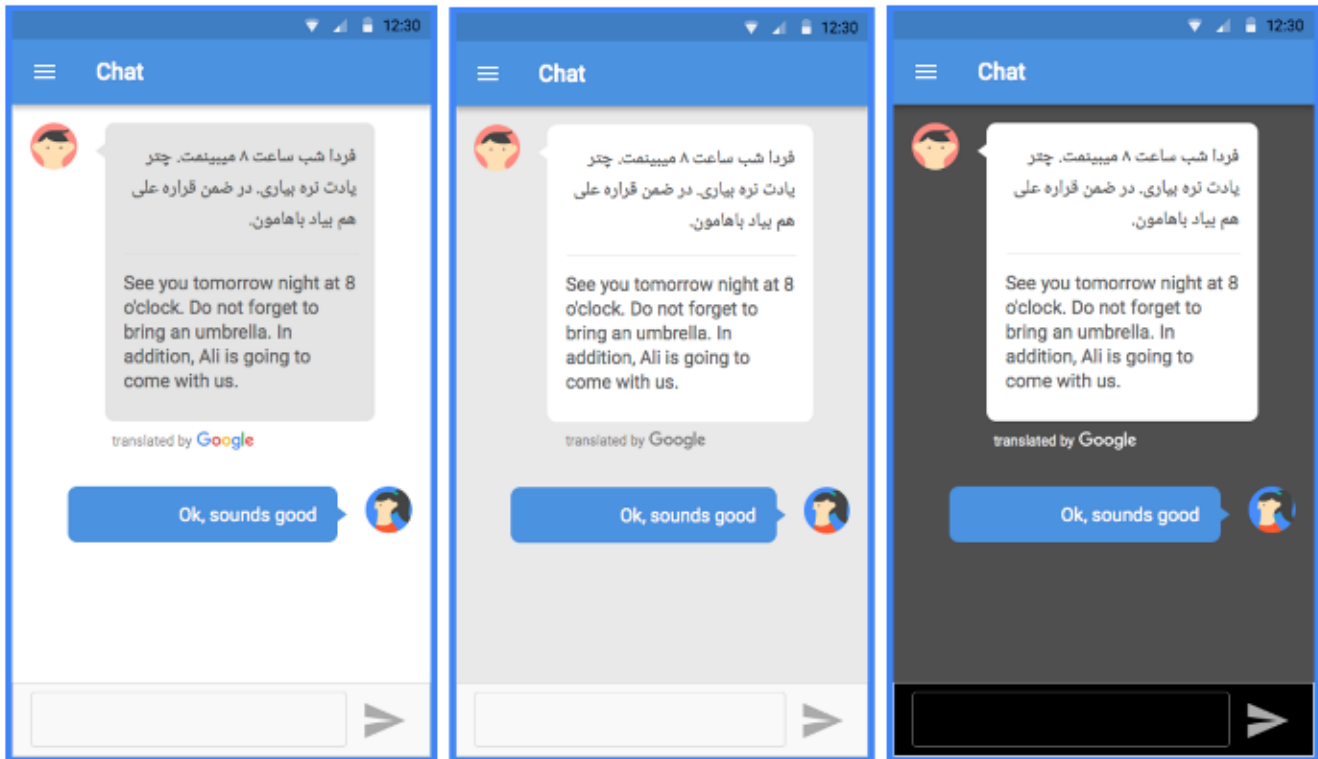 12:30
Chat
فردا شب ساعت ۸ میبینمت. چتر
یادت نره بیاری. در ضمن قراره علی
هم بیاد باهامون.
See you tomorrow night at 8
o'clock. Do not forget to
bring an umbrella. In
addition, Ali is going to
come with us.
translated by Google
Ok, sounds good
12:30
Chat
فردا شب ساعت ۸ میبینمت. چتر
یادت نره بیاری. در ضمن قراره علی
هم بیاد باهامون.
See you tomorrow night at 8
o'clock. Do not forget to
bring an umbrella. In
addition, Ali is going to
come with us.
translated by Google
Ok, sounds good
12:30
Chat
فردا شب ساعت ۸ میبینمت. چتر
یادت نره بیاری. در ضمن قراره علی
هم بیاد باهامون.
See you tomorrow night at 8
o'clock. Do not forget to
bring an umbrella. In
addition, Ali is going to
come with us.
translated by Google
Ok, sounds good